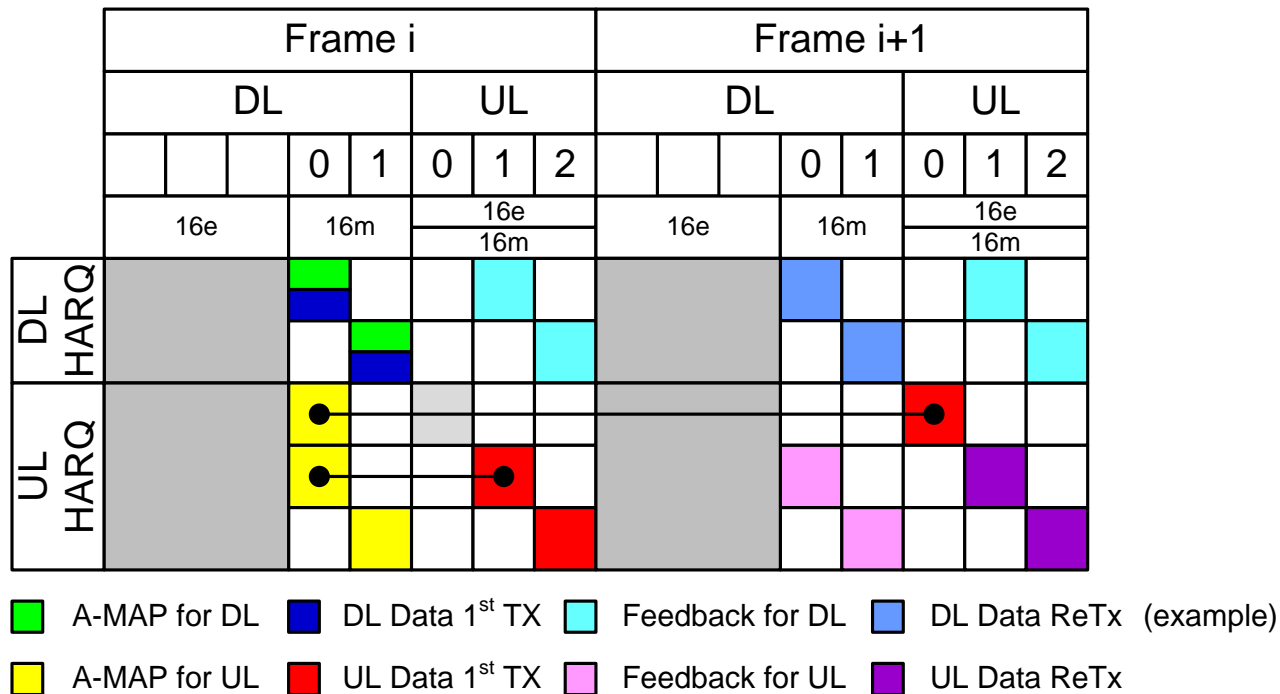 Frame i Frame i+1
DL UL DL UL
0 1 0 1 2 0 1 0 1 2
16e 16m 16e 16e 16m 16e
16m 16m
DL
HARQ
UL
HARQ
A-MAP for DL DL Data 1st TX Feedback for DL DL Data ReTx (example)
A-MAP for UL UL Data 1st TX Feedback for UL UL Data ReTx